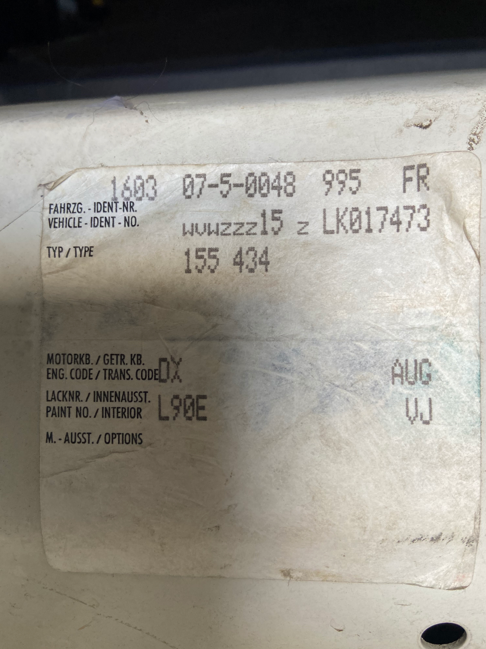 1603 07-5-0048 995 FR
FAHRZG. - IDENT-NR.
VEHICLE - IDENT - NO. WVWZZZ15 Z LK017473
TYP / TYPE 155 434
MOTORKB. / GETR. KB.
ENG. CODE / TRANS. CODE DX AUG
LACKNR. / INNENAUSST.
PAINT NO. / INTERIOR L90E VJ
M. - AUSST. / OPTIONS